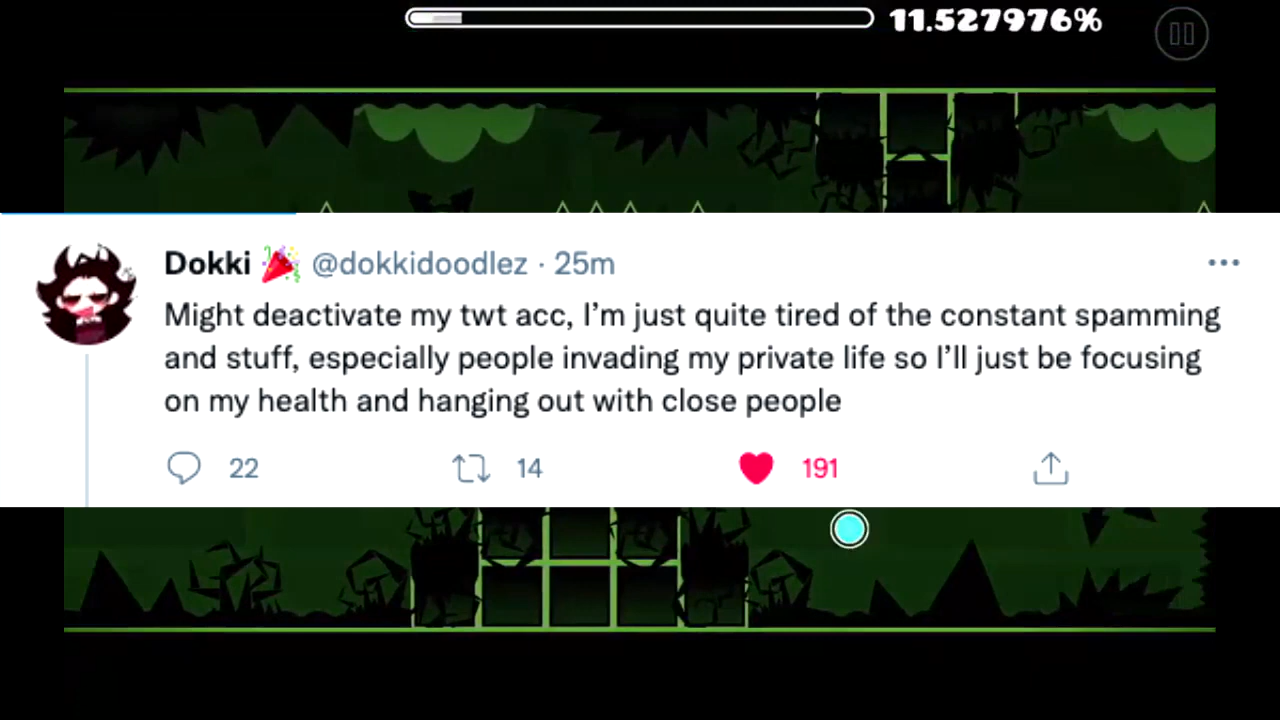 11.527976%
Dokki 🎉 @dokkidoodlez · 25m
Might deactivate my twt acc, I’m just quite tired of the constant spamming
and stuff, especially people invading my private life so I’ll just be focusing
on my health and hanging out with close people
22 14 191